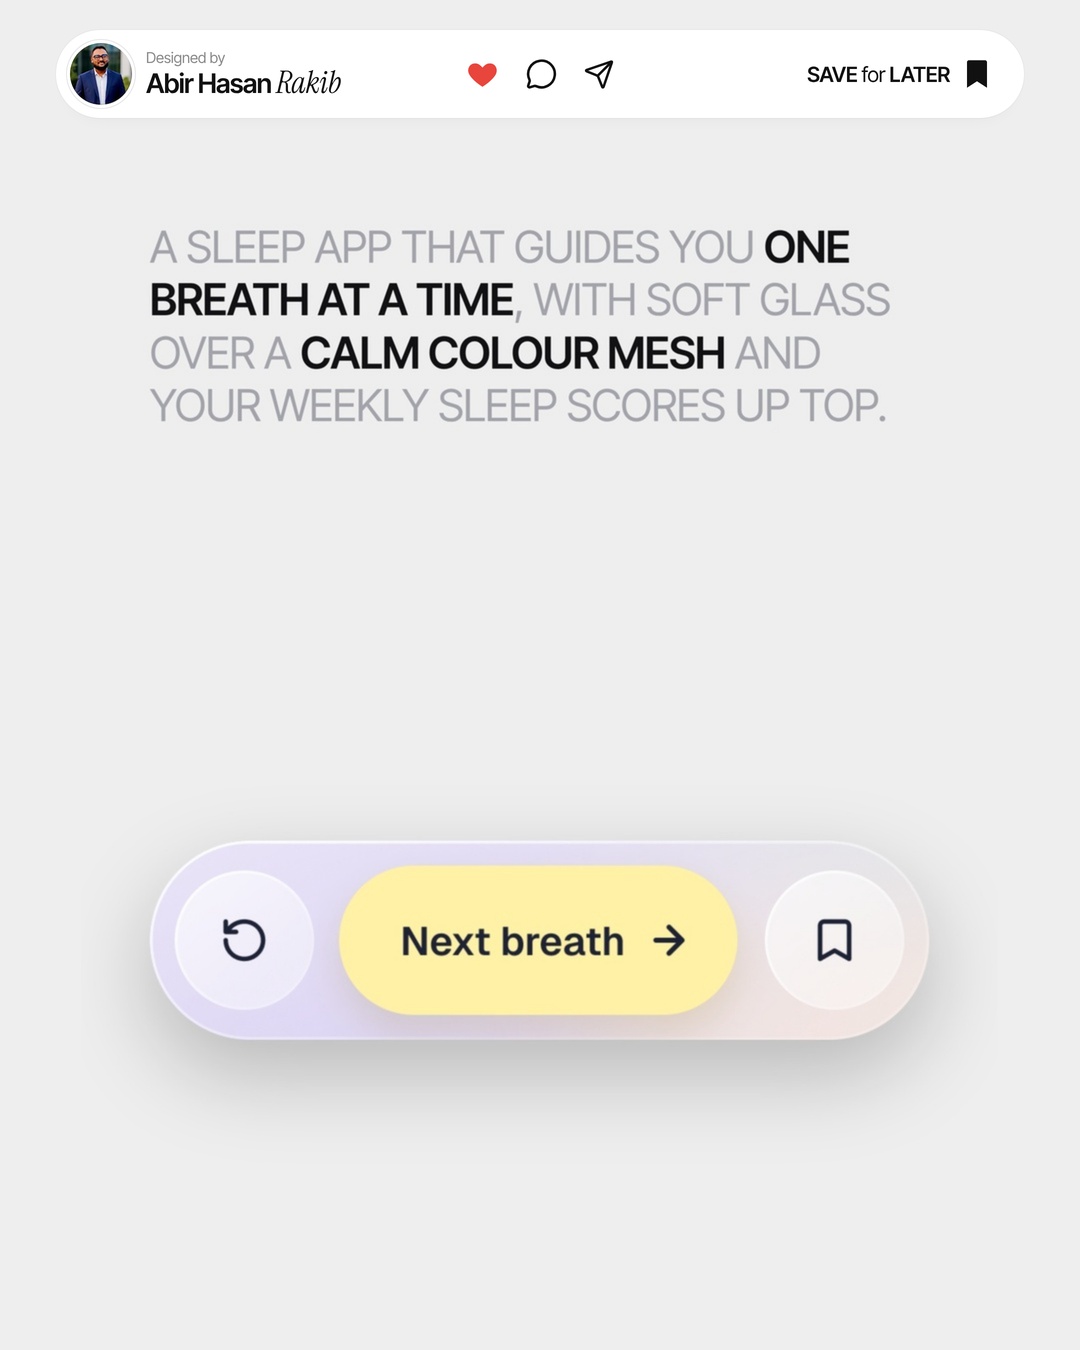 Designed by
Abir Hasan Rakib
SAVE for LATER
A SLEEP APP THAT GUIDES YOU ONE
BREATH AT A TIME, WITH SOFT GLASS
OVER A CALM COLOUR MESH AND
YOUR WEEKLY SLEEP SCORES UP TOP.
Next breath